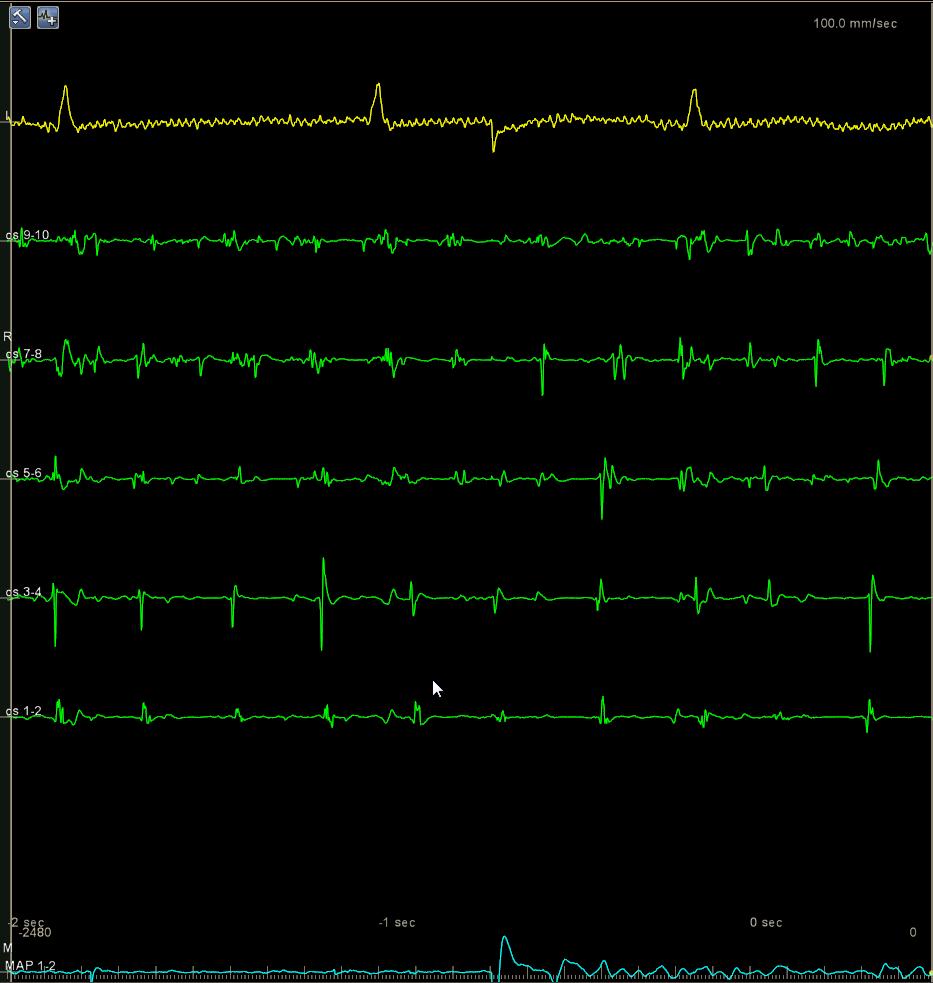 100.0 mm/sec
I
cs 9-10
R
cs 7-8
cs 5-6
cs 3-4
cs 1-2
-2 sec
-1 sec
0 sec
-2480
0
M
MAP 1-2